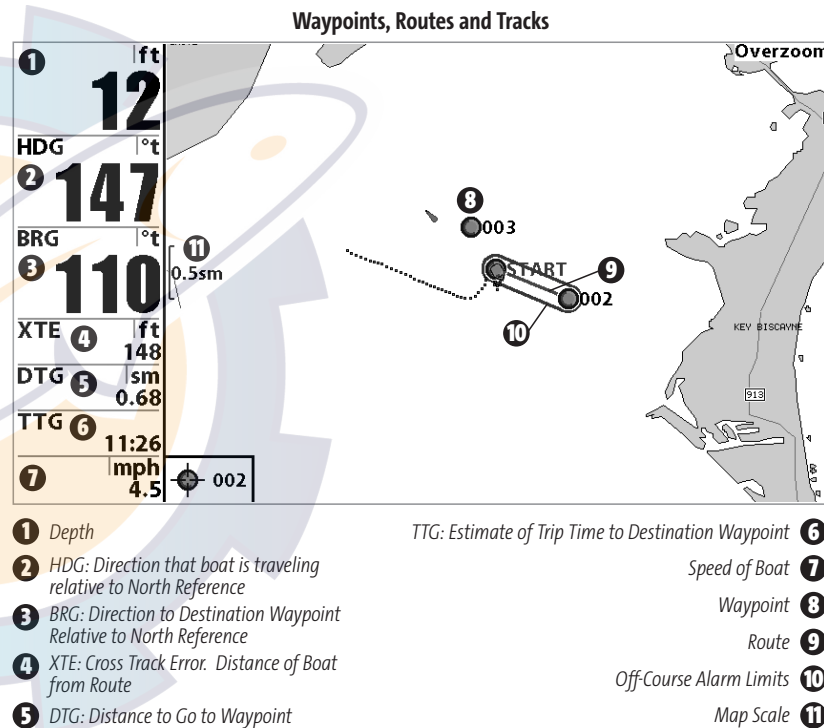 Waypoints, Routes and Tracks
1 ft
12
HDG °t
2 147
BRG °t
3 110
11
0.5sm
XTE 4 ft
148
DTG 5 sm
0.68
TTG 6
11:26
7 mph
4.5
002
Overzoom
8
003
START 9
002
10
KEY BISCAYNE
913
1 Depth
2 HDG: Direction that boat is traveling
relative to North Reference
3 BRG: Direction to Destination Waypoint
Relative to North Reference
4 XTE: Cross Track Error. Distance of Boat
from Route
5 DTG: Distance to Go to Waypoint
TTG: Estimate of Trip Time to Destination Waypoint 6
Speed of Boat 7
Waypoint 8
Route 9
Off-Course Alarm Limits 10
Map Scale 11